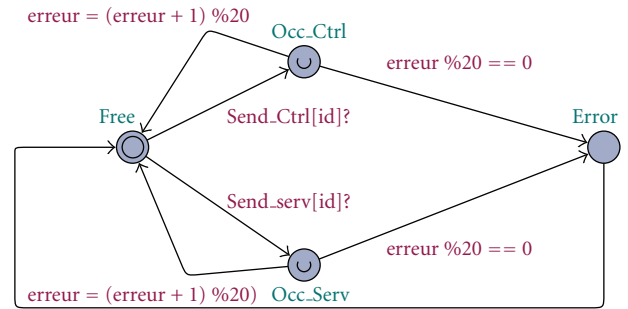 erreur = (erreur + 1) %20
Occ_Ctrl
erreur %20 == 0
Free
Send_Ctrl[id]?
Error
Send_serv[id]?
erreur %20 == 0
erreur = (erreur + 1) %20)
Occ_Serv